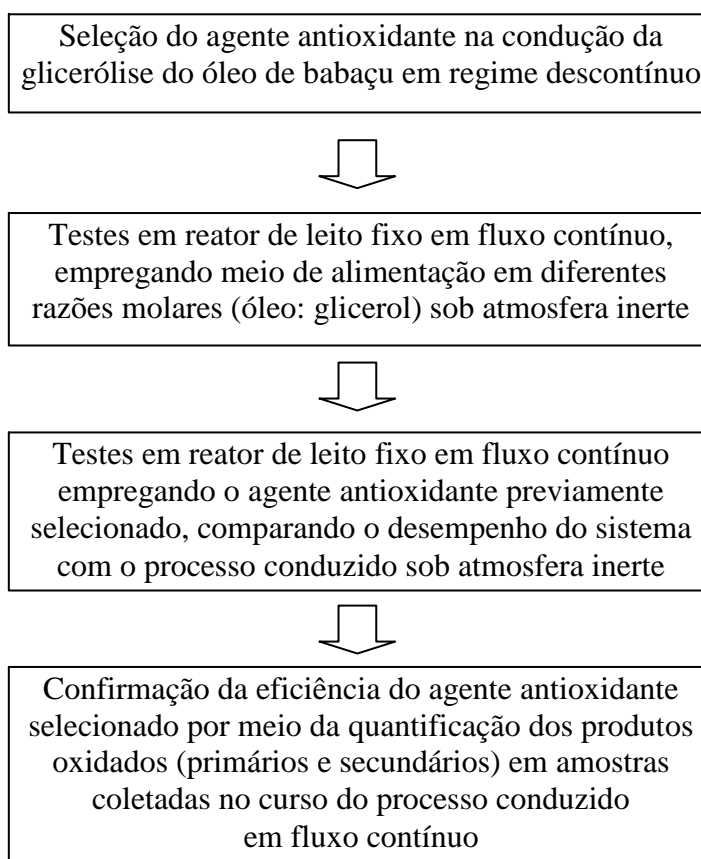 Seleção do agente antioxidante na condução da
glicerólise do óleo de babaçu em regime descontínuo
Testes em reator de leito fixo em fluxo contínuo,
empregando meio de alimentação em diferentes
razões molares (óleo: glicerol) sob atmosfera inerte
Testes em reator de leito fixo em fluxo contínuo
empregando o agente antioxidante previamente
selecionado, comparando o desempenho do sistema
com o processo conduzido sob atmosfera inerte
Confirmação da eficiência do agente antioxidante
selecionado por meio da quantificação dos produtos
oxidados (primários e secundários) em amostras
coletadas no curso do processo conduzido
em fluxo contínuo